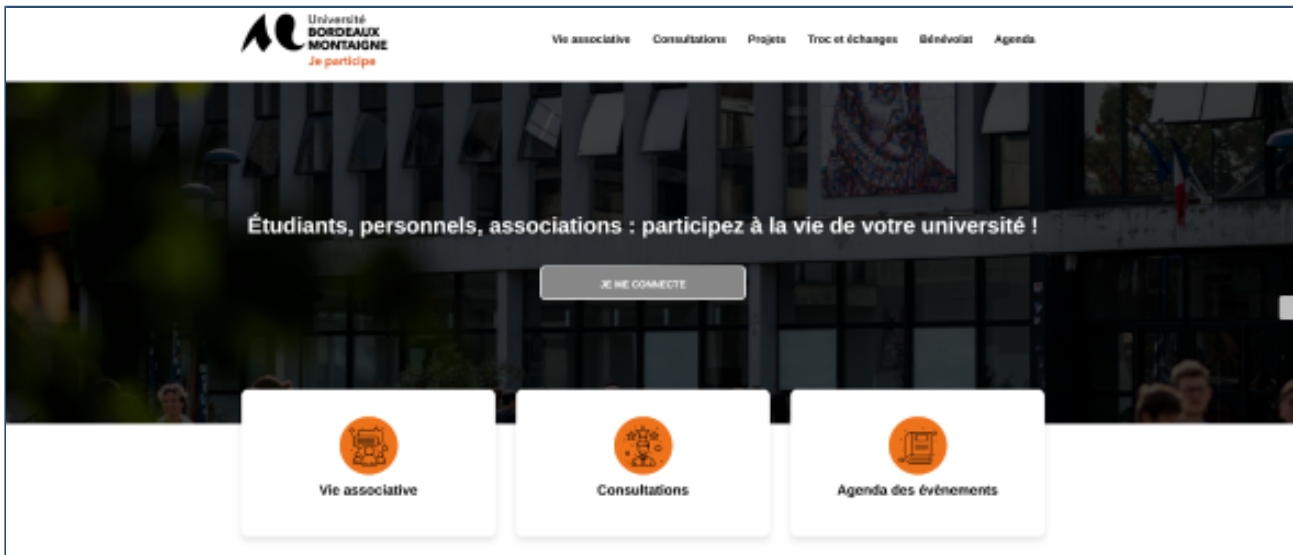 Université
BORDEAUX
MONTAIGNE
Je participe
Vie associative Consultations Projets Troc et échanges Bénévolat Agenda
Étudiants, personnels, associations : participez à la vie de votre université !
JE ME CONNECTE
Vie associative Consultations Agenda des évènements